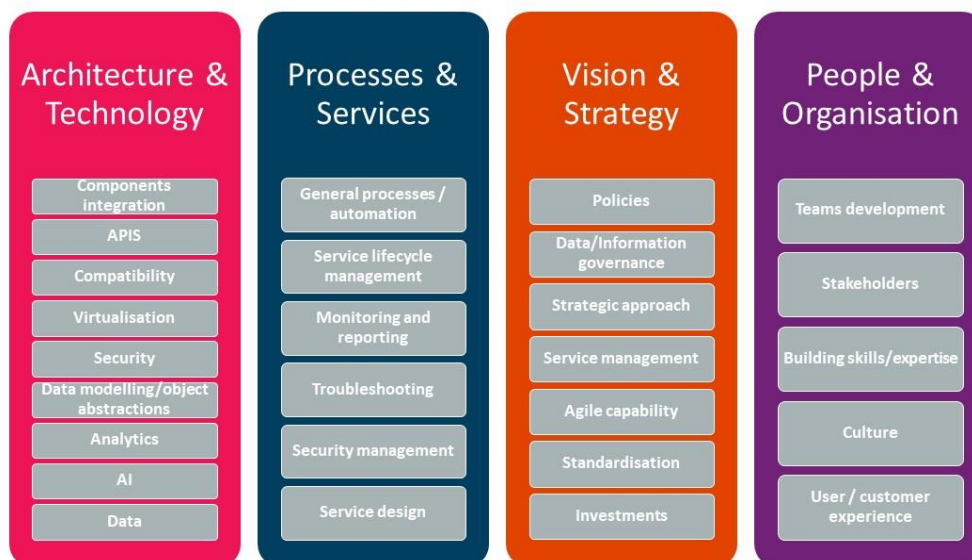 Architecture &
Technology
Components
integration
APIS
Compatibility
Virtualisation
Security
Data modelling/object
abstractions
Analytics
AI
Data
Processes &
Services
General processes /
automation
Service lifecycle
management
Monitoring and
reporting
Troubleshooting
Security management
Service design
Vision &
Strategy
Policies
Data/Information
governance
Strategic approach
Service management
Agile capability
Standardisation
Investments
People &
Organisation
Teams development
Stakeholders
Building skills/expertise
Culture
User / customer
experience